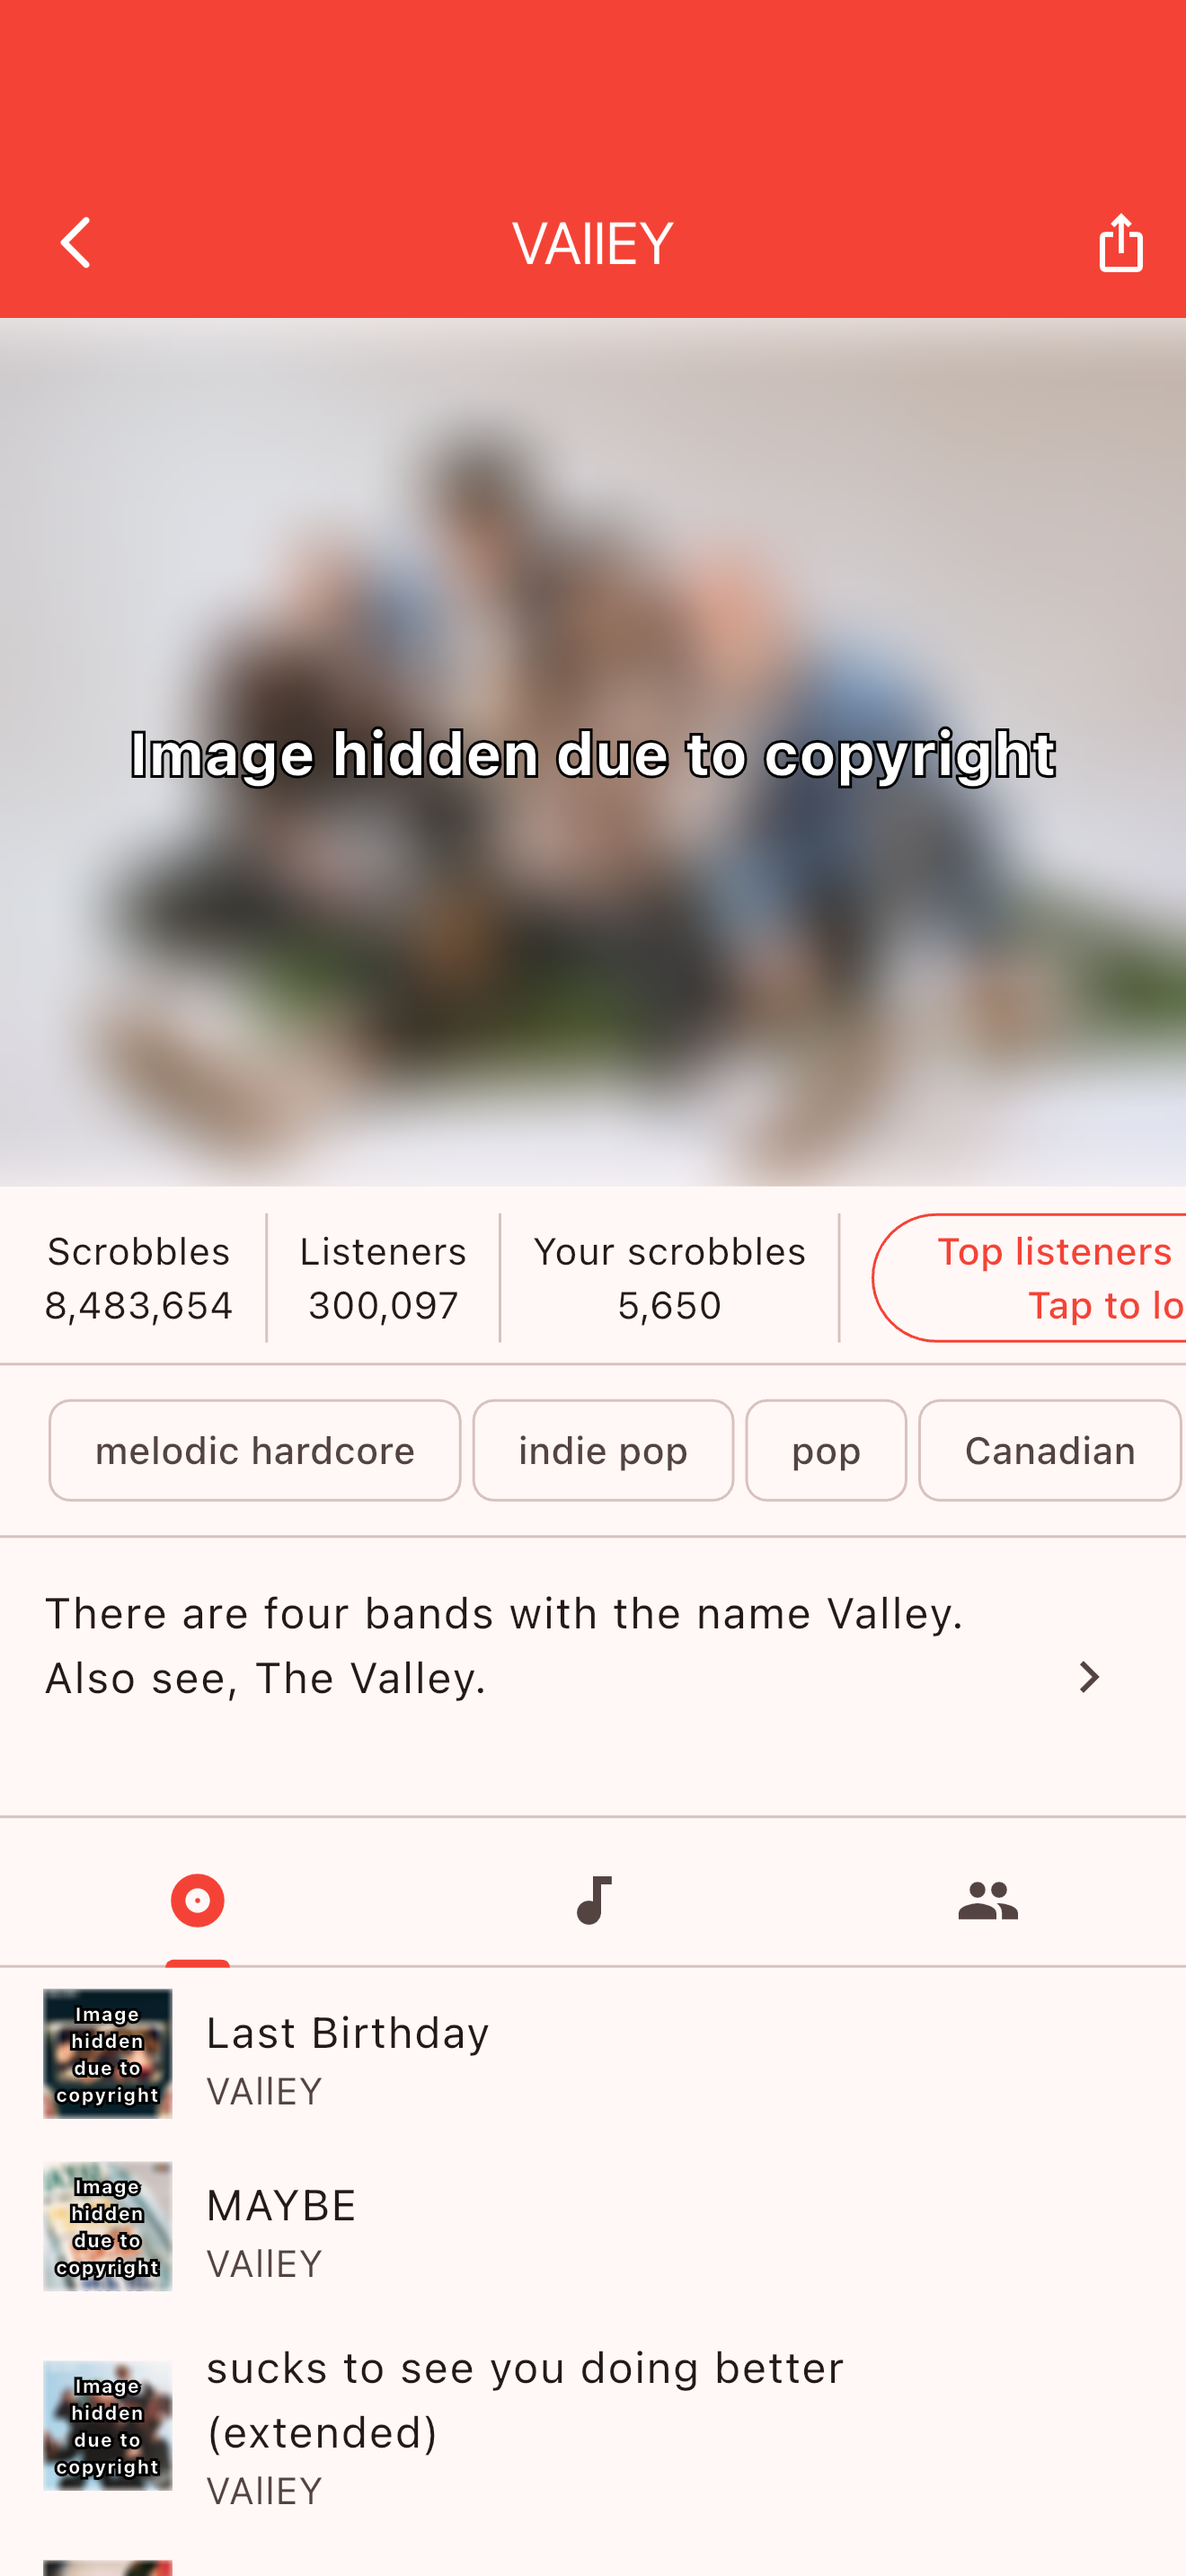 VAllEY
Image hidden due to copyright
Scrobbles
8,483,654
Listeners
300,097
Your scrobbles
5,650
Top listeners
Tap to lo
melodic hardcore
indie pop
pop
Canadian
There are four bands with the name Valley.
Also see, The Valley.
Image
hidden
due to
copyright
Last Birthday
VAllEY
Image
hidden
due to
copyright
MAYBE
VAllEY
Image
hidden
due to
copyright
sucks to see you doing better
(extended)
VAllEY